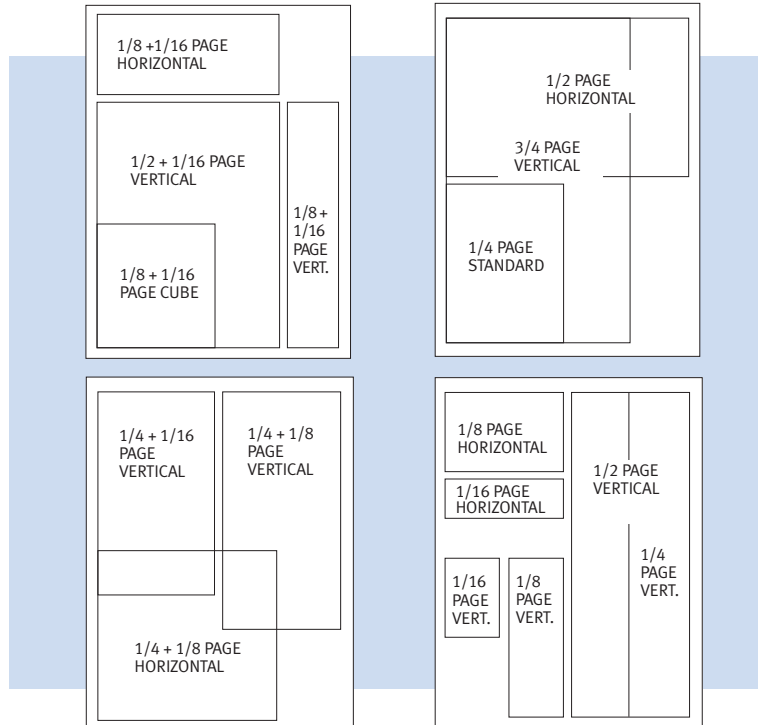 1/8 +1/16 PAGE
HORIZONTAL
1/2 + 1/16 PAGE
VERTICAL
1/8 +
1/16
PAGE
VERT.
1/8 + 1/16
PAGE CUBE
1/2 PAGE
HORIZONTAL
3/4 PAGE
VERTICAL
1/4 PAGE
STANDARD
1/4 + 1/16
PAGE
VERTICAL
1/4 + 1/8
PAGE
VERTICAL
1/4 + 1/8 PAGE
HORIZONTAL
1/8 PAGE
HORIZONTAL
1/16 PAGE
HORIZONTAL
1/2 PAGE
VERTICAL
1/16
PAGE
VERT.
1/8
PAGE
VERT.
1/4
PAGE
VERT.